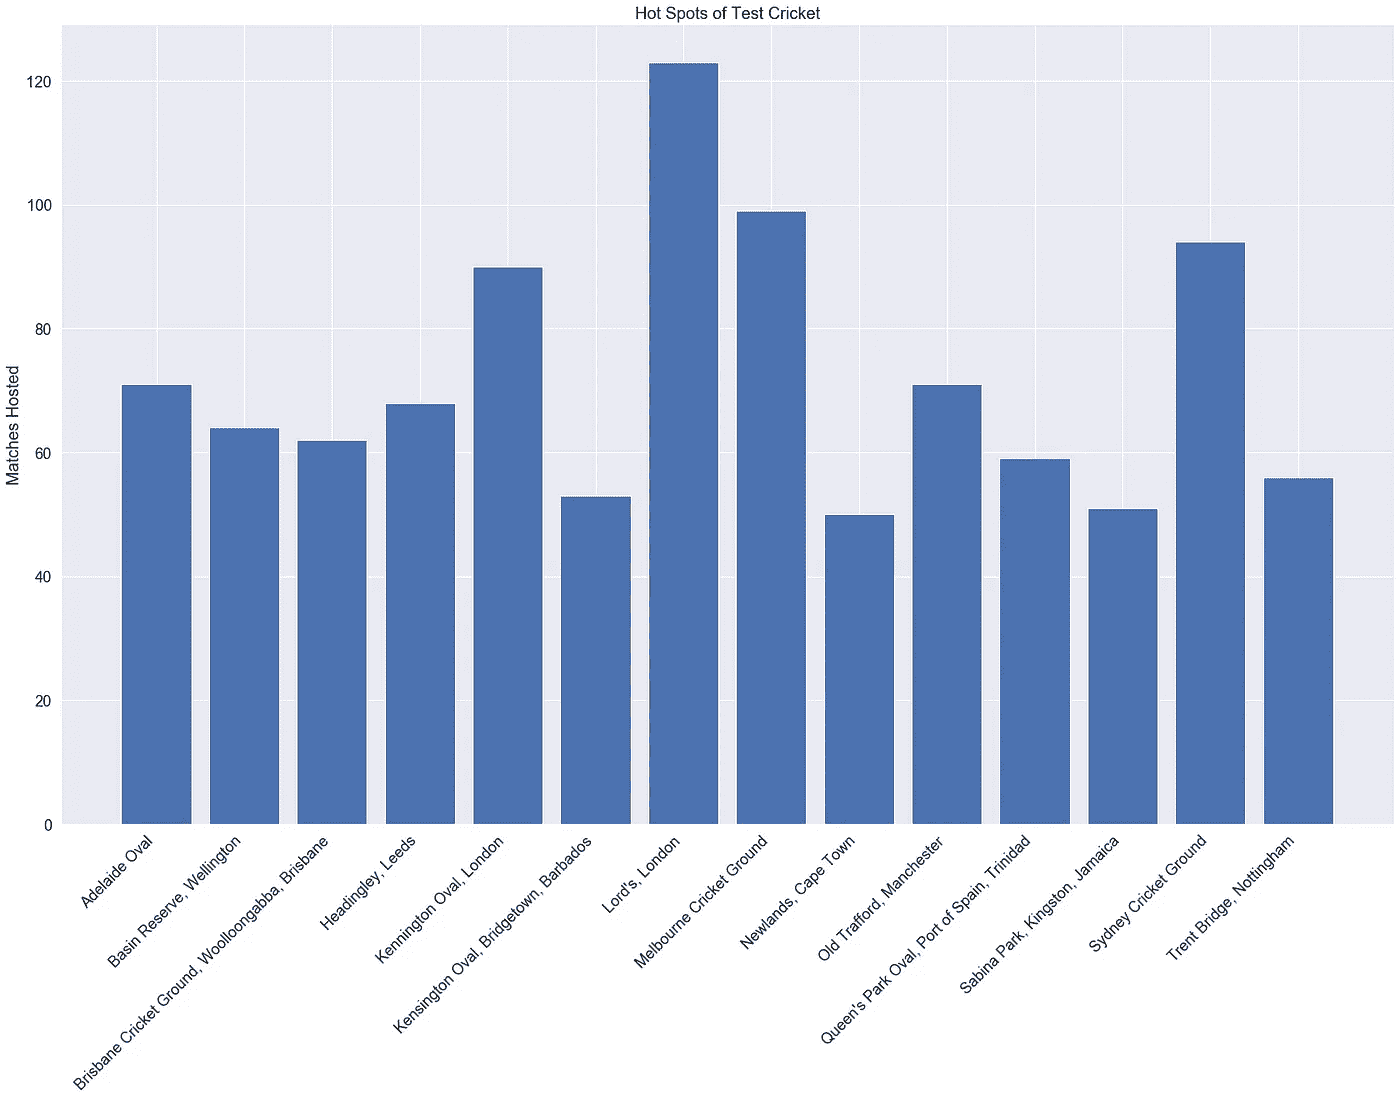 Hot Spots of Test Cricket
Matches Hosted
120
100
80
60
40
20
0
Adelaide Oval
Basin Reserve, Wellington
Brisbane Cricket Ground, Woolloongabba, Brisbane
Headingley, Leeds
Kennington Oval, London
Kensington Oval, Bridgetown, Barbados
Lord's, London
Melbourne Cricket Ground
Newlands, Cape Town
Old Trafford, Manchester
Queen's Park Oval, Port of Spain, Trinidad
Sabina Park, Kingston, Jamaica
Sydney Cricket Ground
Trent Bridge, Nottingham